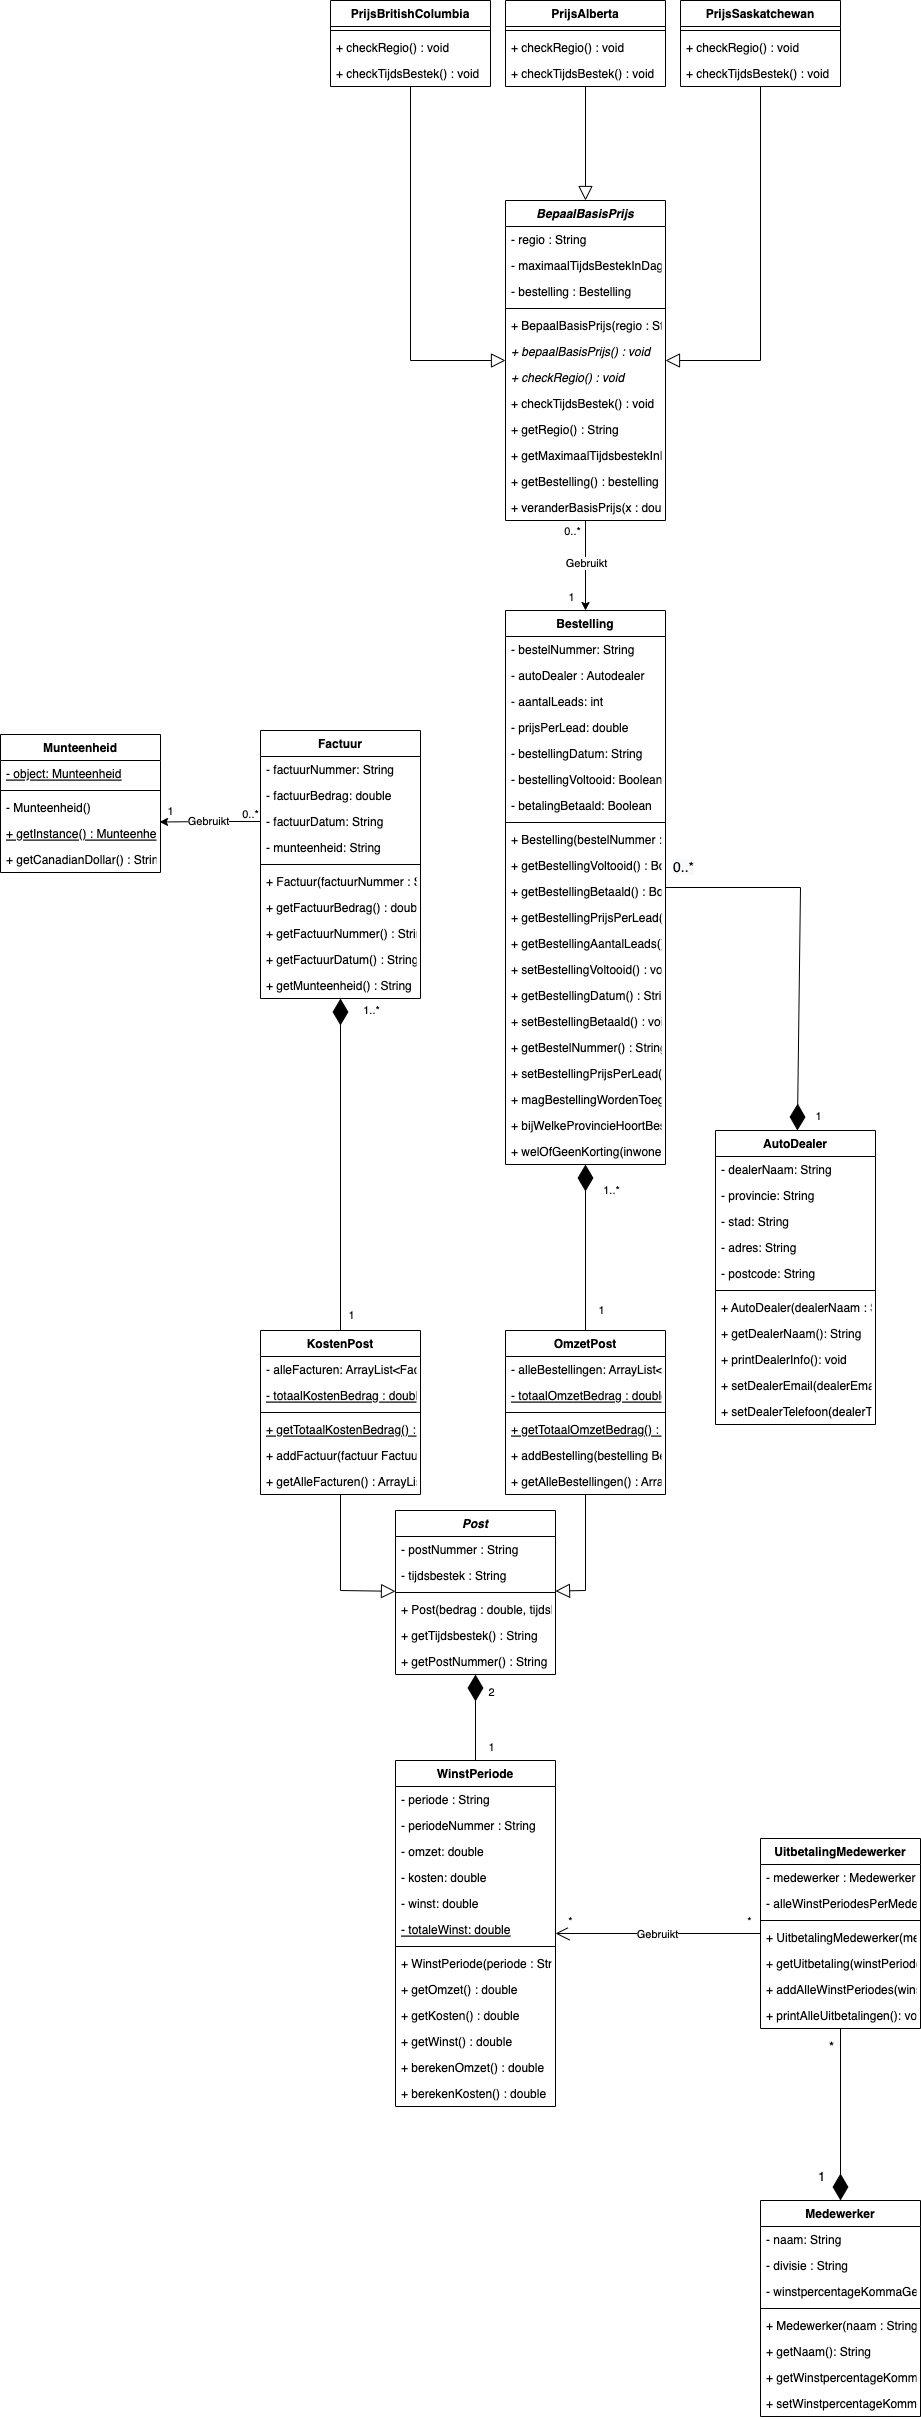 PrijsBritishColumbia
+ checkRegio() : void
+ checkTijdsBestek() : void
PrijsAlberta
+ checkRegio() : void
+ checkTijdsBestek() : void
PrijsSaskatchewan
+ checkRegio() : void
+ checkTijdsBestek() : void
BepaalBasisPrijs
- regio : String
- maximaalTijdsBestekInDag
- bestelling : Bestelling
+ BepaalBasisPrijs(regio : St
+ bepaalBasisPrijs() : void
+ checkRegio() : void
+ checkTijdsBestek() : void
+ getRegio() : String
+ getMaximaalTijdsbestekInl
+ getBestelling() : bestelling
+ veranderBasisPrijs(x : dou
0..*
Gebruikt
1
Bestelling
- bestelNummer: String
- autoDealer : Autodealer
- aantalLeads: int
- prijsPerLead: double
- bestellingDatum: String
- bestellingVoltooid: Boolean
- betalingBetaald: Boolean
+ Bestelling(bestelNummer :
+ getBestellingVoltooid() : Bo
+ getBestellingBetaald() : Bo
+ getBestellingPrijsPerLead(
+ getBestellingAantalLeads()
+ setBestellingVoltooid() : vo
+ getBestellingDatum() : Stri
+ setBestellingBetaald() : voi
+ getBestelNummer() : String
+ setBestellingPrijsPerLead(
+ magBestellingWordenToeg
+ bijWelkeProvincieHoortBes
+ welOfGeenKorting(inwone
Munteenheid
- object: Munteenheid
- Munteenheid()
+ getInstance() : Munteenhe
+ getCanadianDollar() : Strin
1
Gebruikt
0..*
Factuur
- factuurNummer: String
- factuurBedrag: double
- factuurDatum: String
- munteenheid: String
+ Factuur(factuurNummer : S
+ getFactuurBedrag() : doub
+ getFactuurNummer() : Stri
+ getFactuurDatum() : String
+ getMunteenheid() : String
1..*
1
0..*
1
AutoDealer
- dealerNaam: String
- provincie: String
- stad: String
- adres: String
- postcode: String
+ AutoDealer(dealerNaam : S
+ getDealerNaam(): String
+ printDealerInfo(): void
+ setDealerEmail(dealerEma
+ setDealerTelefoon(dealerT
1..*
1
KostenPost
- alleFacturen: ArrayList<Fac
- totaalKostenBedrag : doubl
+ getTotaalKostenBedrag() :
+ addFactuur(factuur Factuu
+ getAlleFacturen() : ArrayLis
OmzetPost
- alleBestellingen: ArrayList<
- totaalOmzetBedrag : double
+ getTotaalOmzetBedrag() :
+ addBestelling(bestelling Be
+ getAlleBestellingen() : Arra
Post
- postNummer : String
- tijdsbestek : String
+ Post(bedrag : double, tijdsl
+ getTijdsbestek() : String
+ getPostNummer() : String
2
1
WinstPeriode
- periode : String
- periodeNummer : String
- omzet: double
- kosten: double
- winst: double
- totaleWinst: double
+ WinstPeriode(periode : Str
+ getOmzet() : double
+ getKosten() : double
+ getWinst() : double
+ berekenOmzet() : double
+ berekenKosten() : double
*
Gebruikt
*
UitbetalingMedewerker
- medewerker : Medewerker
- alleWinstPeriodesPerMede
+ UitbetalingMedewerker(me
+ getUitbetaling(winstPeriod
+ addAlleWinstPeriodes(win
+ printAlleUitbetalingen(): vo
*
1
Medewerker
- naam: String
- divisie : String
- winstpercentageKommaGe
+ Medewerker(naam : String
+ getNaam(): String
+ getWinstpercentageKomm
+ setWinstpercentageKomm